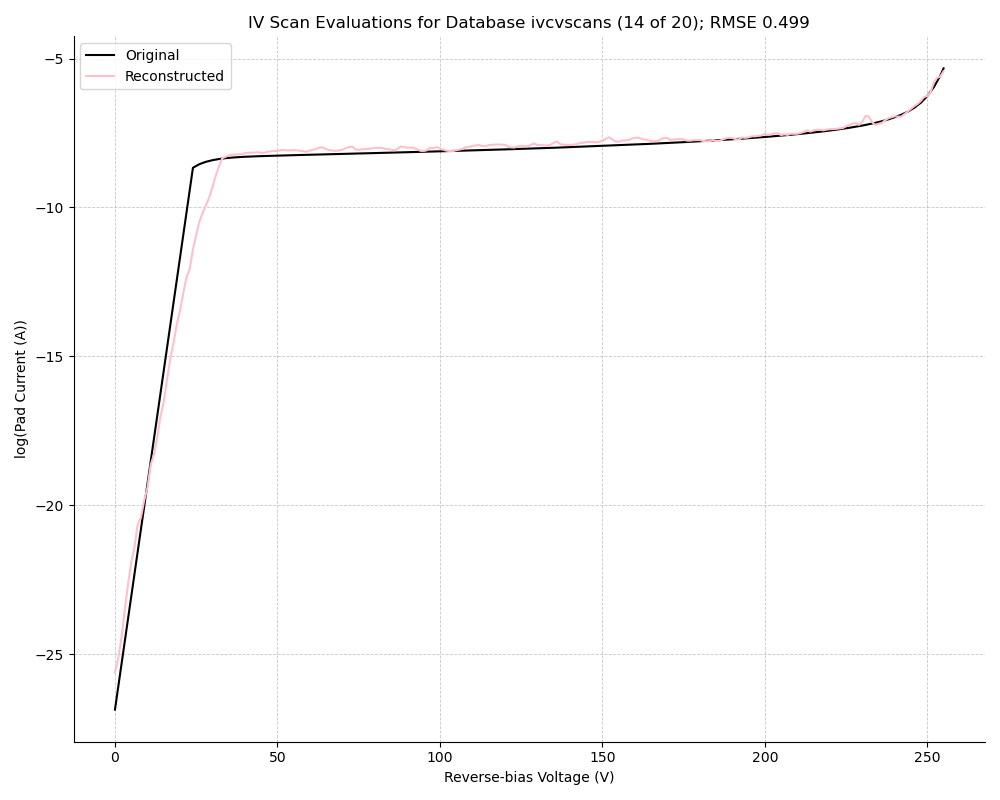 IV Scan Evaluations for Database ivcvscans (14 of 20); RMSE 0.499
Original
Reconstructed
log(Pad Current (A))
−5
−10
−15
−20
−25
0
50
100
150
200
250
Reverse-bias Voltage (V)